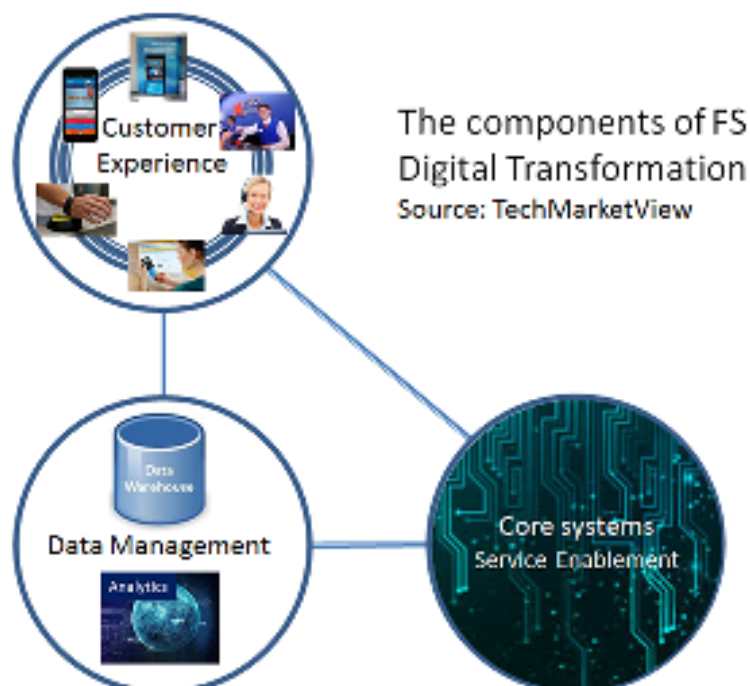 The components of FS
Digital Transformation
Source: TechMarketView
Customer
Experience
Data
Warehouse
Data Management
Analytics
Core systems
Service Enablement